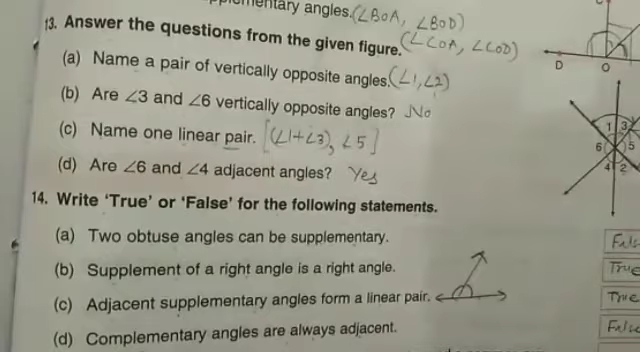 plementary angles. (∠BOA, ∠BOD)
13. Answer the questions from the given figure. (∠COA, ∠COD)
(a) Name a pair of vertically opposite angles. (∠1, ∠2)
(b) Are ∠3 and ∠6 vertically opposite angles? No
(c) Name one linear pair. [(∠1+∠3), ∠5]
(d) Are ∠6 and ∠4 adjacent angles? Yes
14. Write 'True' or 'False' for the following statements.
(a) Two obtuse angles can be supplementary.
(b) Supplement of a right angle is a right angle.
(c) Adjacent supplementary angles form a linear pair.
(d) Complementary angles are always adjacent.
D O
1 3
6 5
4 2
False
True
True
False